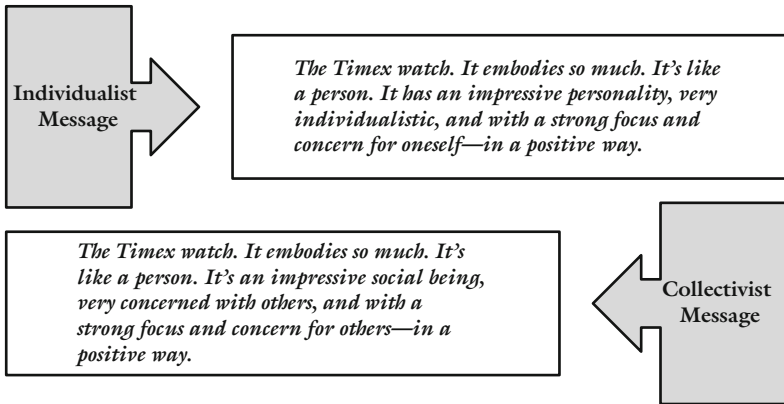 Individualist
Message
The Timex watch. It embodies so much. It's like
a person. It has an impressive personality, very
individualistic, and with a strong focus and
concern for oneself—in a positive way.
The Timex watch. It embodies so much. It's
like a person. It's an impressive social being,
very concerned with others, and with a
strong focus and concern for others—in a
positive way.
Collectivist
Message